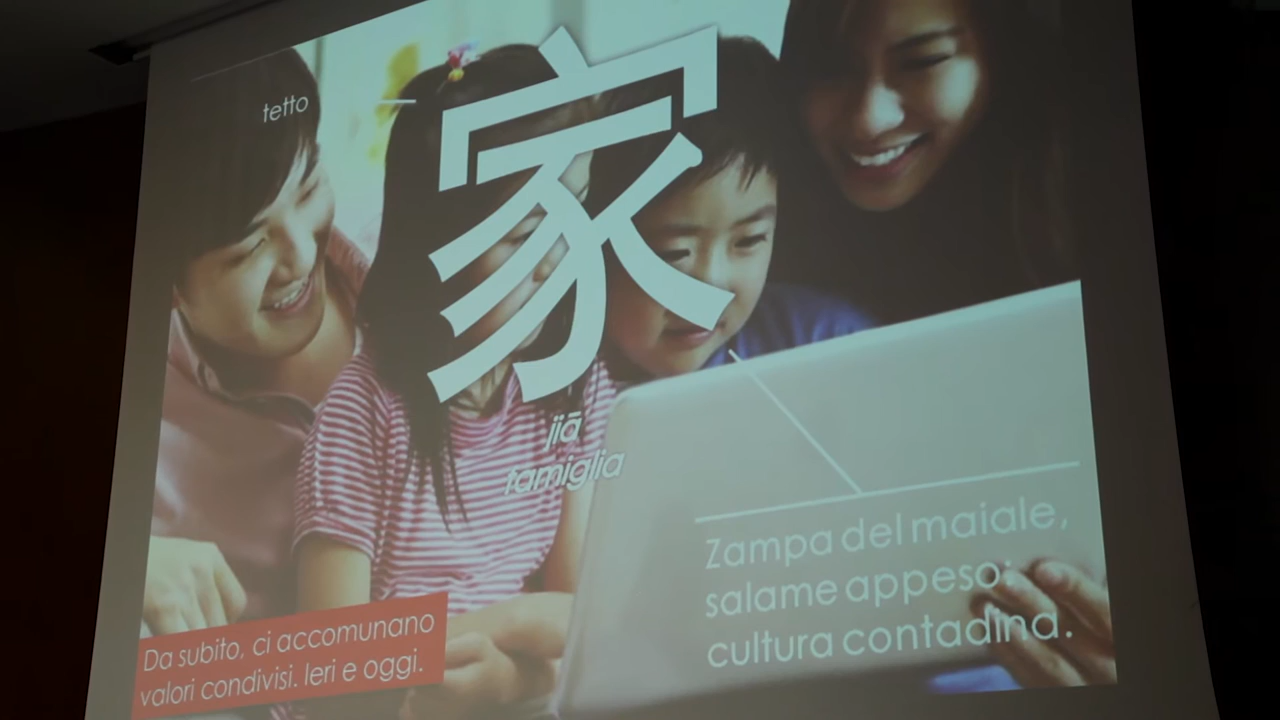 tetto
家
jiā
famiglia
Zampa del maiale,
salame appeso:
cultura contadina.
Da subito, ci accomunano
valori condivisi. Ieri e oggi.